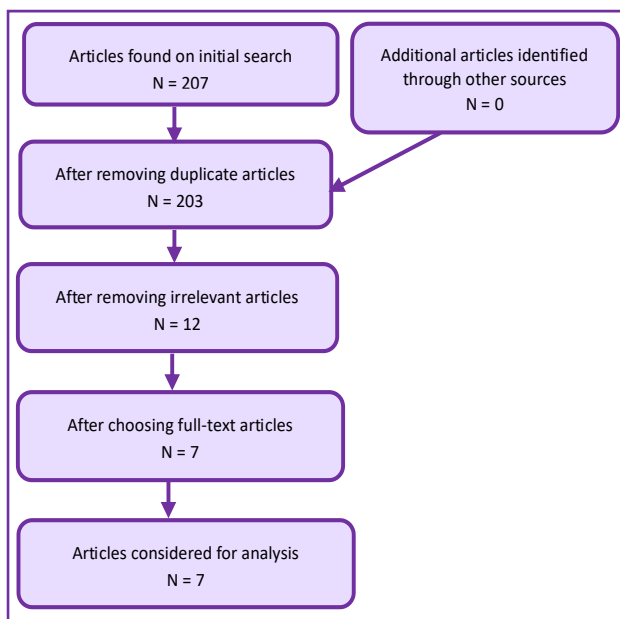 Articles found on initial search
N = 207
Additional articles identified
through other sources
N = 0
After removing duplicate articles
N = 203
After removing irrelevant articles
N = 12
After choosing full-text articles
N = 7
Articles considered for analysis
N = 7